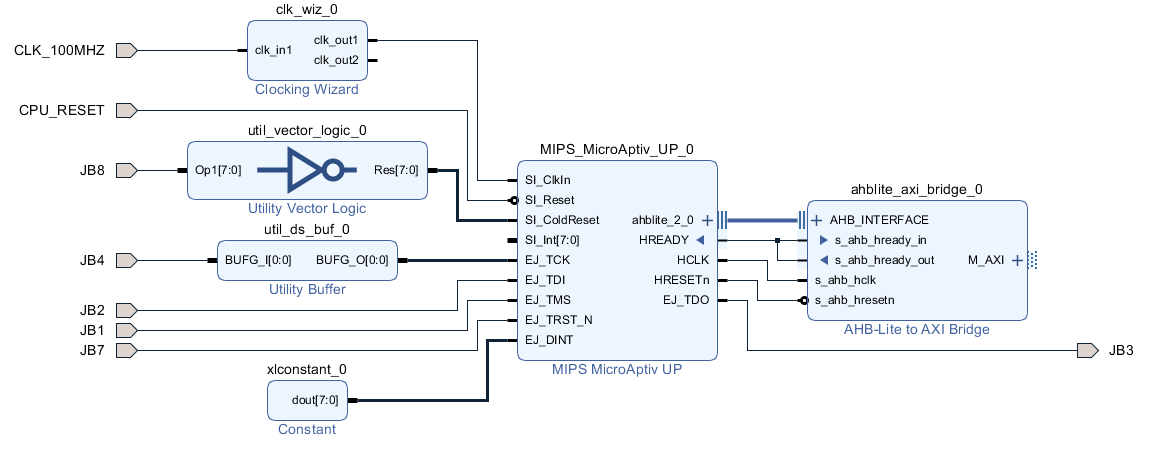 clk_wiz_0
CLK_100MHZ
clk_in1
clk_out1
clk_out2
Clocking Wizard
CPU_RESET
util_vector_logic_0
JB8
Op1[7:0]
Res[7:0]
Utility Vector Logic
util_ds_buf_0
JB4
BUFG_I[0:0]
BUFG_O[0:0]
Utility Buffer
JB2
JB1
JB7
xlconstant_0
dout[7:0]
Constant
MIPS_MicroAptiv_UP_0
SI_ClkIn
SI_Reset
SI_ColdReset
SI_Int[7:0]
EJ_TCK
EJ_TDI
EJ_TMS
EJ_TRST_N
EJ_DINT
ahblite_2_0
HREADY
HCLK
HRESETn
EJ_TDO
MIPS MicroAptiv UP
ahblite_axi_bridge_0
AHB_INTERFACE
s_ahb_hready_in
s_ahb_hready_out
s_ahb_hclk
s_ahb_hresetn
M_AXI
AHB-Lite to AXI Bridge
JB3